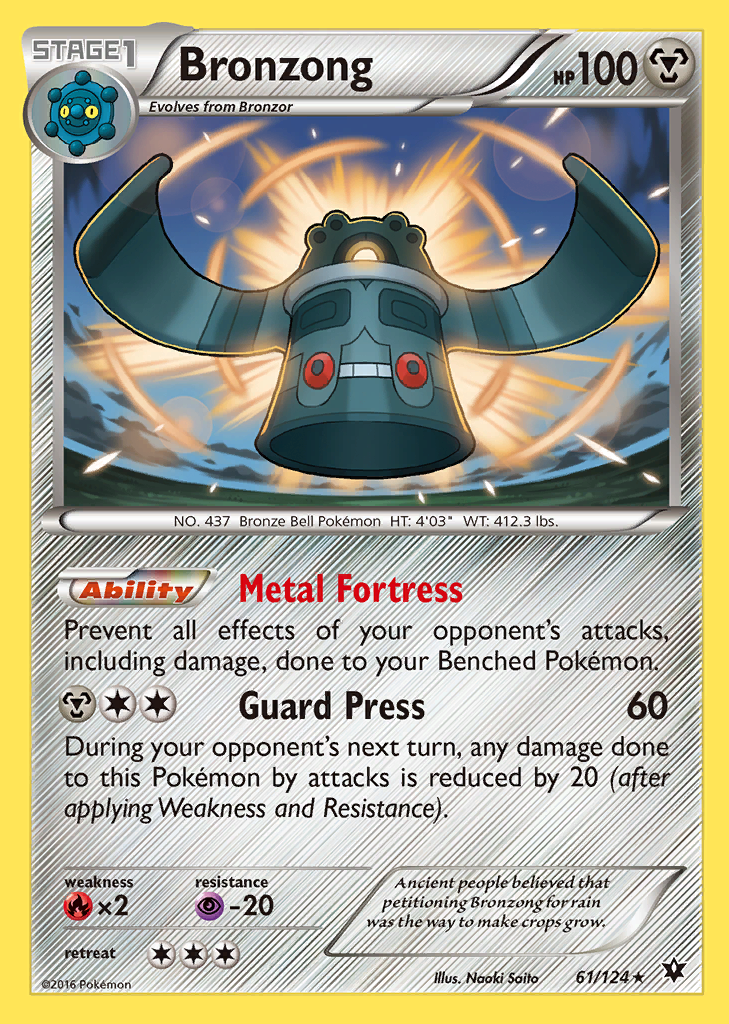 STAGE1
Bronzong
HP100
Evolves from Bronzor
NO. 437 Bronze Bell Pokémon HT: 4'03" WT: 412.3 lbs.
Ability Metal Fortress
Prevent all effects of your opponent's attacks,
including damage, done to your Benched Pokémon.
Guard Press 60
During your opponent's next turn, any damage done
to this Pokémon by attacks is reduced by 20 (after
applying Weakness and Resistance).
weakness resistance
×2 -20
retreat
Ancient people believed that
petitioning Bronzong for rain
was the way to make crops grow.
Illus. Naoki Saito 61/124★
©2016 Pokémon